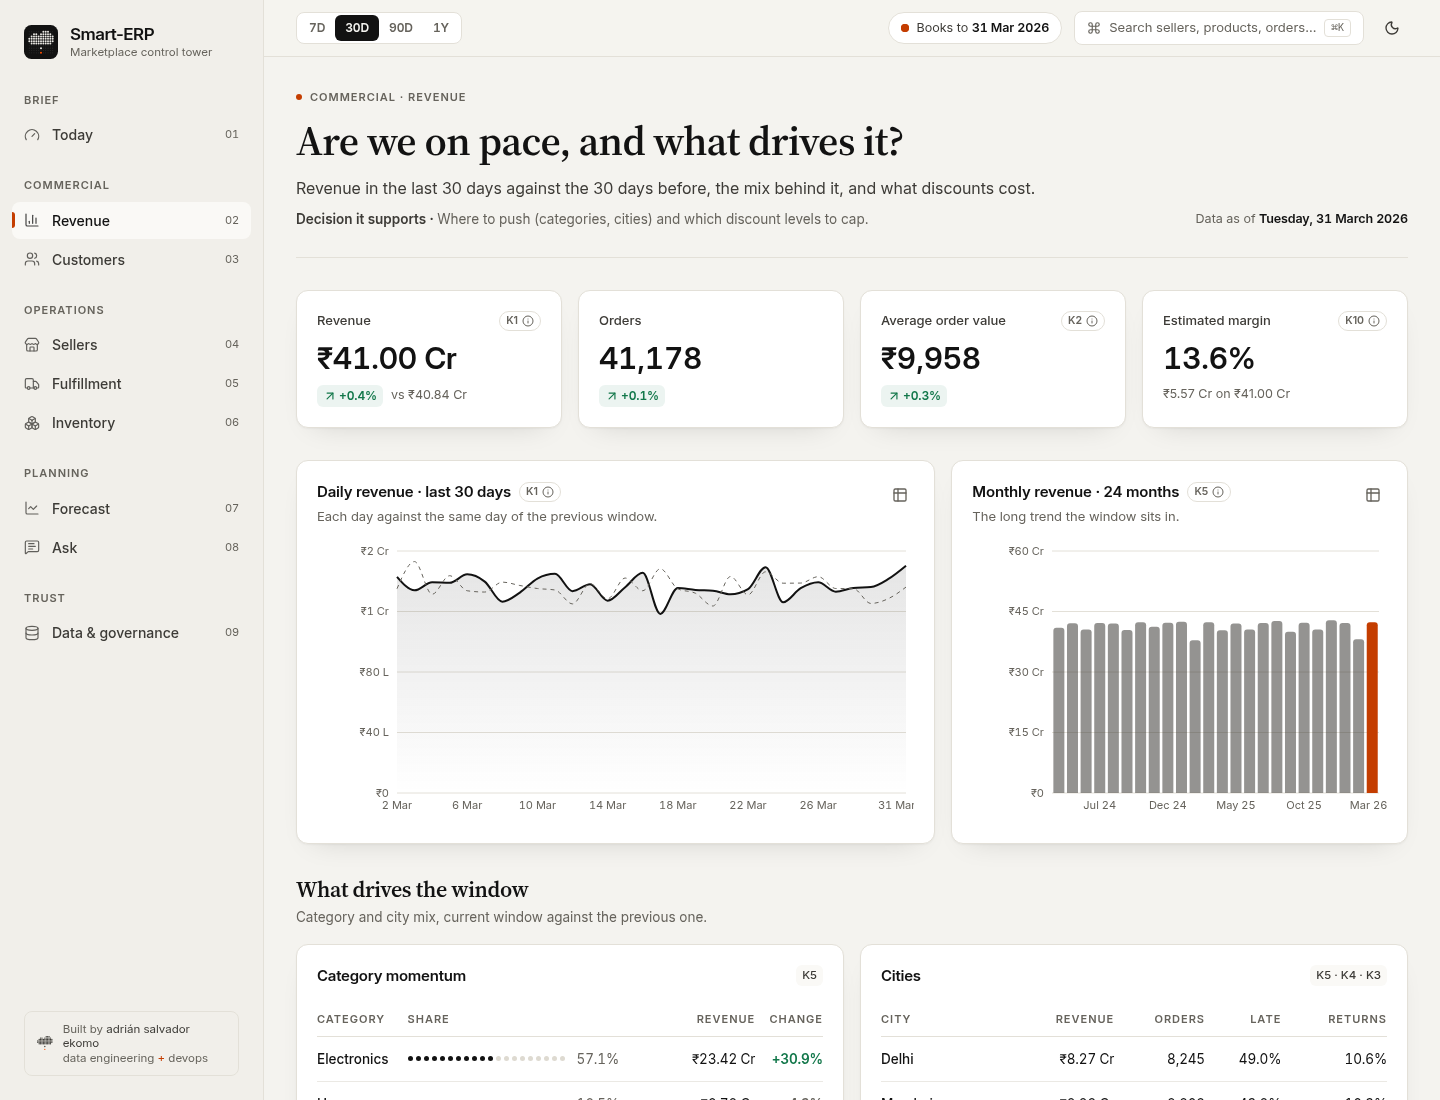 Smart-ERP
Marketplace control tower
BRIEF
Today 01
COMMERCIAL
Revenue 02
Customers 03
OPERATIONS
Sellers 04
Fulfillment 05
Inventory 06
PLANNING
Forecast 07
Ask 08
TRUST
Data & governance 09
Built by adrián salvador
ekomo
data engineering + devops
7D 30D 90D 1Y
Books to 31 Mar 2026
Search sellers, products, orders... ⌘K
COMMERCIAL · REVENUE
Are we on pace, and what drives it?
Revenue in the last 30 days against the 30 days before, the mix behind it, and what discounts cost.
Decision it supports · Where to push (categories, cities) and which discount levels to cap.
Data as of Tuesday, 31 March 2026
Revenue K1
₹41.00 Cr
+0.4% vs ₹40.84 Cr
Orders
41,178
+0.1%
Average order value K2
₹9,958
+0.3%
Estimated margin K10
13.6%
₹5.57 Cr on ₹41.00 Cr
Daily revenue · last 30 days K1
Each day against the same day of the previous window.
₹2 Cr
₹1 Cr
₹80 L
₹40 L
₹0
2 Mar 6 Mar 10 Mar 14 Mar 18 Mar 22 Mar 26 Mar 31 Mar
Monthly revenue · 24 months K5
The long trend the window sits in.
₹60 Cr
₹45 Cr
₹30 Cr
₹15 Cr
₹0
Jul 24 Dec 24 May 25 Oct 25 Mar 26
What drives the window
Category and city mix, current window against the previous one.
Category momentum K5
CATEGORY SHARE REVENUE CHANGE
Electronics 57.1% ₹23.42 Cr +30.9%
Cities K5 · K4 · K3
CITY REVENUE ORDERS LATE RETURNS
Delhi ₹8.27 Cr 8,245 49.0% 10.6%